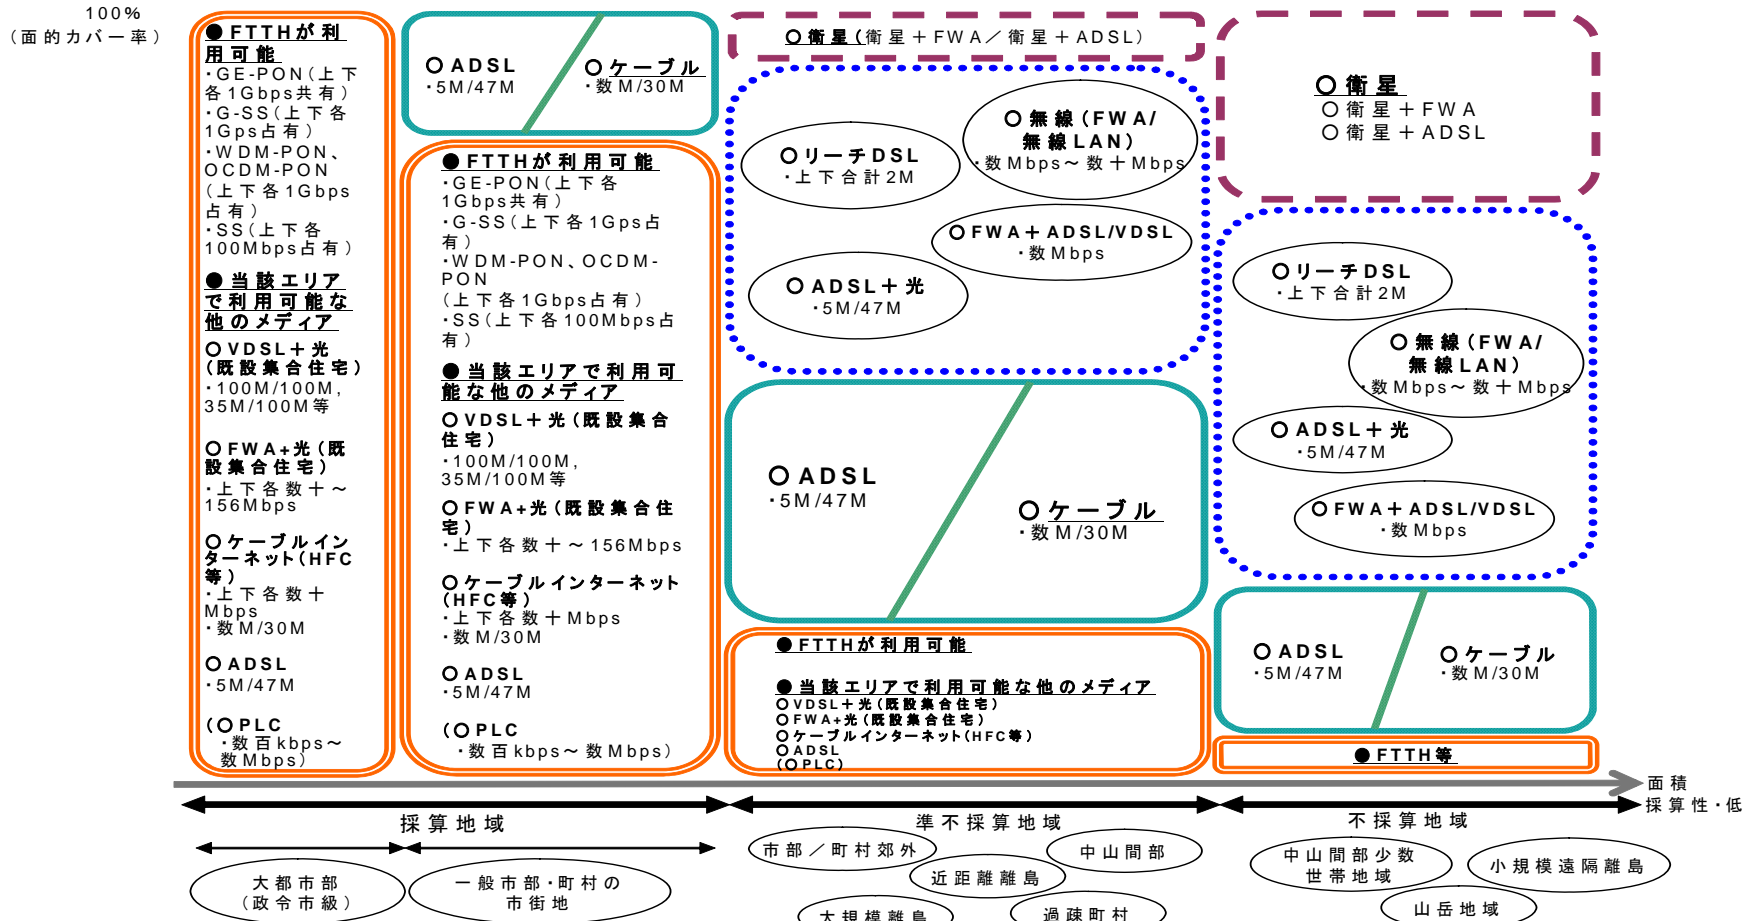 100%
(面的カバー率)
●FTTHが利
用可能
・GE-PON(上下
各1Gbps共有)
・G-SS(上下各
1Gps占有)
・WDM-PON、
OCDM-PON
(上下各1Gbps
占有)
・SS(上下各
100Mbps占有)
●当該エリア
で利用可能な
他のメディア
○VDSL+光
(既設集合住宅)
・100M/100M,
35M/100M等
○FWA+光(既
設集合住宅)
・上下各数十~
156Mbps
○ケーブルイン
ターネット(HFC
等)
・上下各数十
Mbps
・数M/30M
○ADSL
・5M/47M
(○PLC
・数百kbps~
数Mbps)
○ADSL
・5M/47M
○ケーブル
・数M/30M
●FTTHが利用可能
・GE-PON(上下各
1Gbps共有)
・G-SS(上下各1Gps占
有)
・WDM-PON、OCDM-
PON
(上下各1Gbps占有)
・SS(上下各100Mbps占
有)
●当該エリアで利用可
能な他のメディア
○VDSL+光(既設集合
住宅)
・100M/100M,
35M/100M等
○FWA+光(既設集合住
宅)
・上下各数十~156Mbps
○ケーブルインターネット
(HFC等)
・上下各数十Mbps
・数M/30M
○ADSL
・5M/47M
(○PLC
・数百kbps~数Mbps)
○衛星(衛星+FWA/衛星+ADSL)
○無線(FWA/
無線LAN)
・数Mbps~数十Mbps
○リーチDSL
・上下合計2M
○FWA+ADSL/VDSL
・数Mbps
○ADSL+光
・5M/47M
○ADSL
・5M/47M
○ケーブル
・数M/30M
●FTTHが利用可能
●当該エリアで利用可能な他のメディア
○VDSL+光(既設集合住宅)
○FWA+光(既設集合住宅)
○ケーブルインターネット(HFC等)
○ADSL
(○PLC)
○衛星
○衛星+FWA
○衛星+ADSL
○リーチDSL
・上下合計2M
○無線(FWA/
無線LAN)
・数Mbps~数十Mbps
○ADSL+光
・5M/47M
○FWA+ADSL/VDSL
・数Mbps
○ADSL
・5M/47M
○ケーブル
・数M/30M
●FTTH等
面積
採算性・低
採算地域
準不採算地域
不採算地域
大都市部
(政令市級)
一般市部・町村の
市街地
市部/町村郊外
中山間部
近距離離島
大規模離島
過疎町村
中山間部少数
世帯地域
小規模遠隔離島
山岳地域